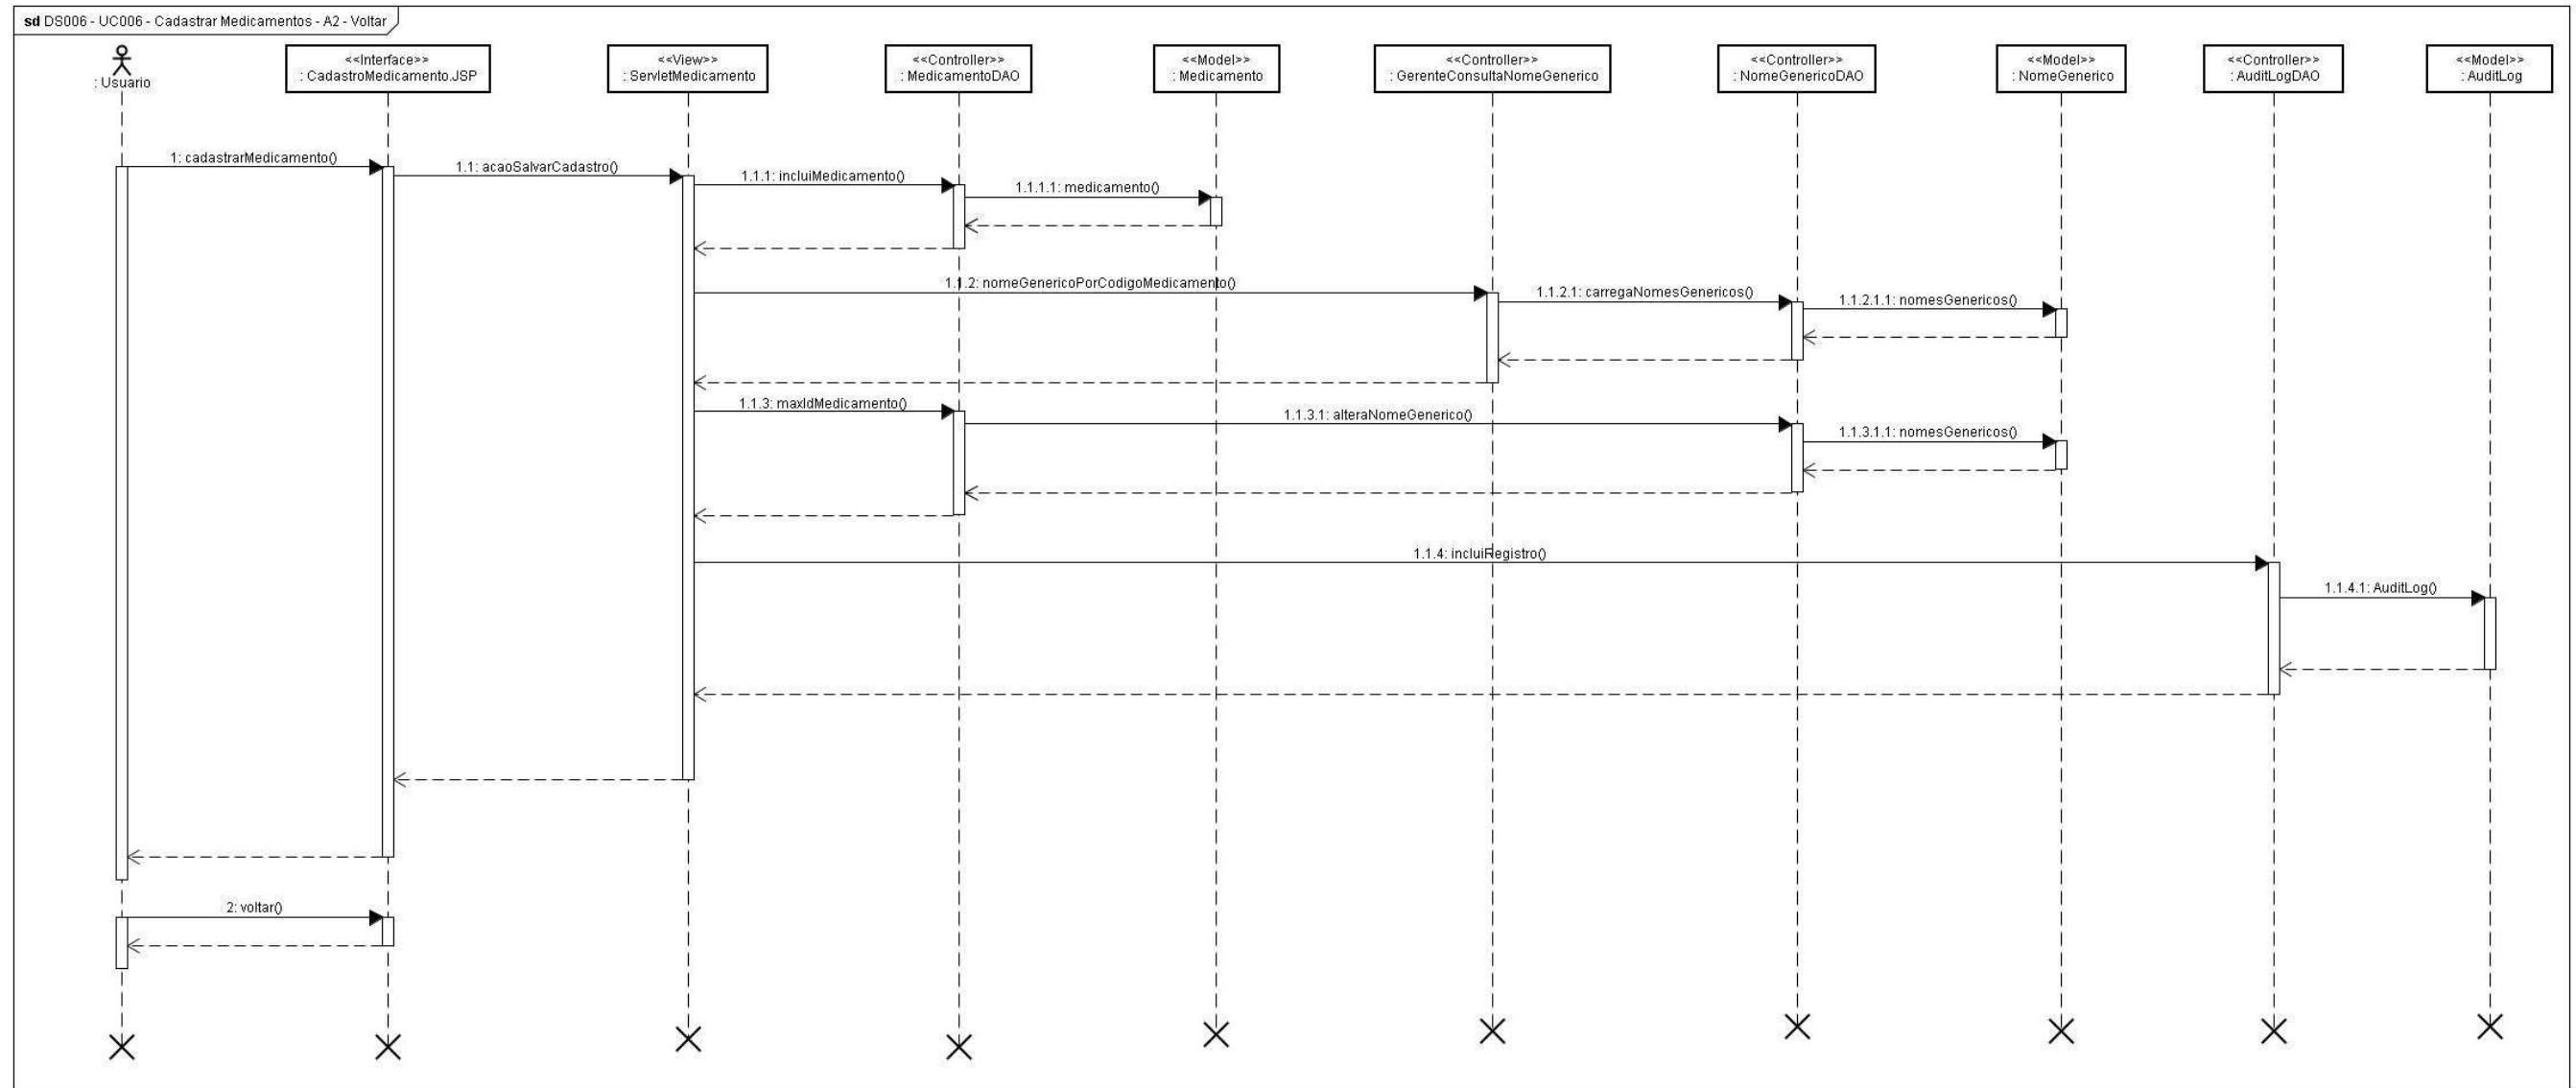 sd DS006 - UC006 - Cadastrar Medicamentos - A2 - Voltar
: Usuario
<<Interface>>
: CadastroMedicamento.JSP
<<View>>
: ServletMedicamento
<<Controller>>
: MedicamentoDAO
<<Model>>
: Medicamento
<<Controller>>
: GerenteConsultaNomeGenerico
<<Controller>>
: NomeGenericoDAO
<<Model>>
: NomeGenerico
<<Controller>>
: AuditLogDAO
<<Model>>
: AuditLog
1: cadastrarMedicamento()
1.1: acaoSalvarCadastro()
1.1.1: incluiMedicamento()
1.1.1.1: medicamento()
1.1.2: nomeGenericoPorCodigoMedicamento()
1.1.2.1: carregaNomesGenericos()
1.1.2.1.1: nomesGenericos()
1.1.3: maxIdMedicamento()
1.1.3.1: alteraNomeGenerico()
1.1.3.1.1: nomesGenericos()
1.1.4: incluiRegistro()
1.1.4.1: AuditLog()
2: voltar()